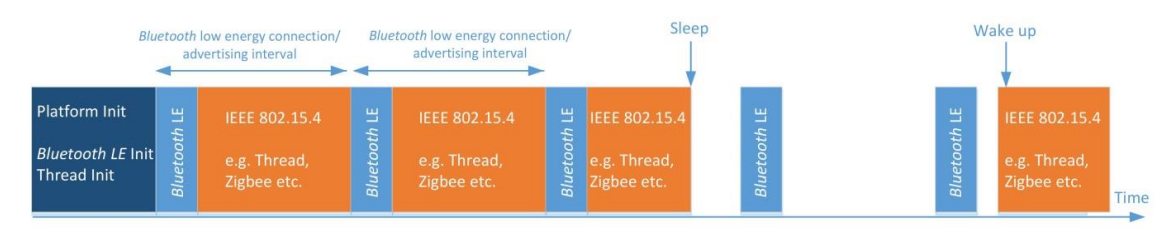 Bluetooth low energy connection/
advertising interval
Bluetooth low energy connection/
advertising interval
Sleep
Wake up
Platform Init
Bluetooth LE Init
Thread Init
Bluetooth LE
IEEE 802.15.4
e.g. Thread,
Zigbee etc.
Bluetooth LE
IEEE 802.15.4
e.g. Thread,
Zigbee etc.
Bluetooth LE
IEEE 802.15.4
e.g. Thread,
Zigbee etc.
Bluetooth LE
Bluetooth LE
IEEE 802.15.4
e.g. Thread,
Zigbee etc.
Time